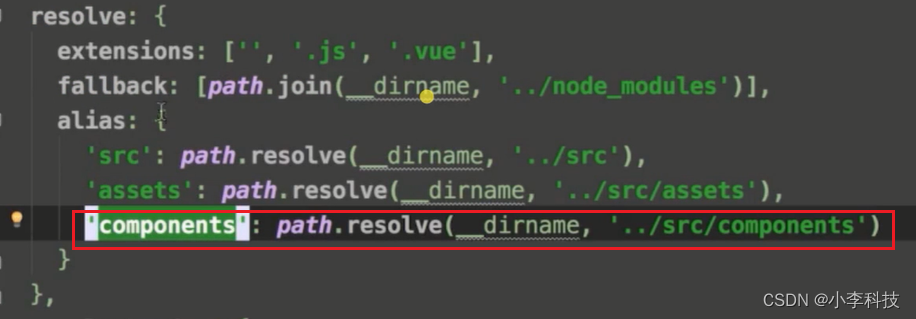 resolve: {
extensions: ['', '.js', '.vue'],
fallback: [path.join(__dirname, '../node_modules')],
alias: {
'src': path.resolve(__dirname, '../src'),
'assets': path.resolve(__dirname, '../src/assets'),
'components': path.resolve(__dirname, '../src/components')
}
},
CSDN @小李科技